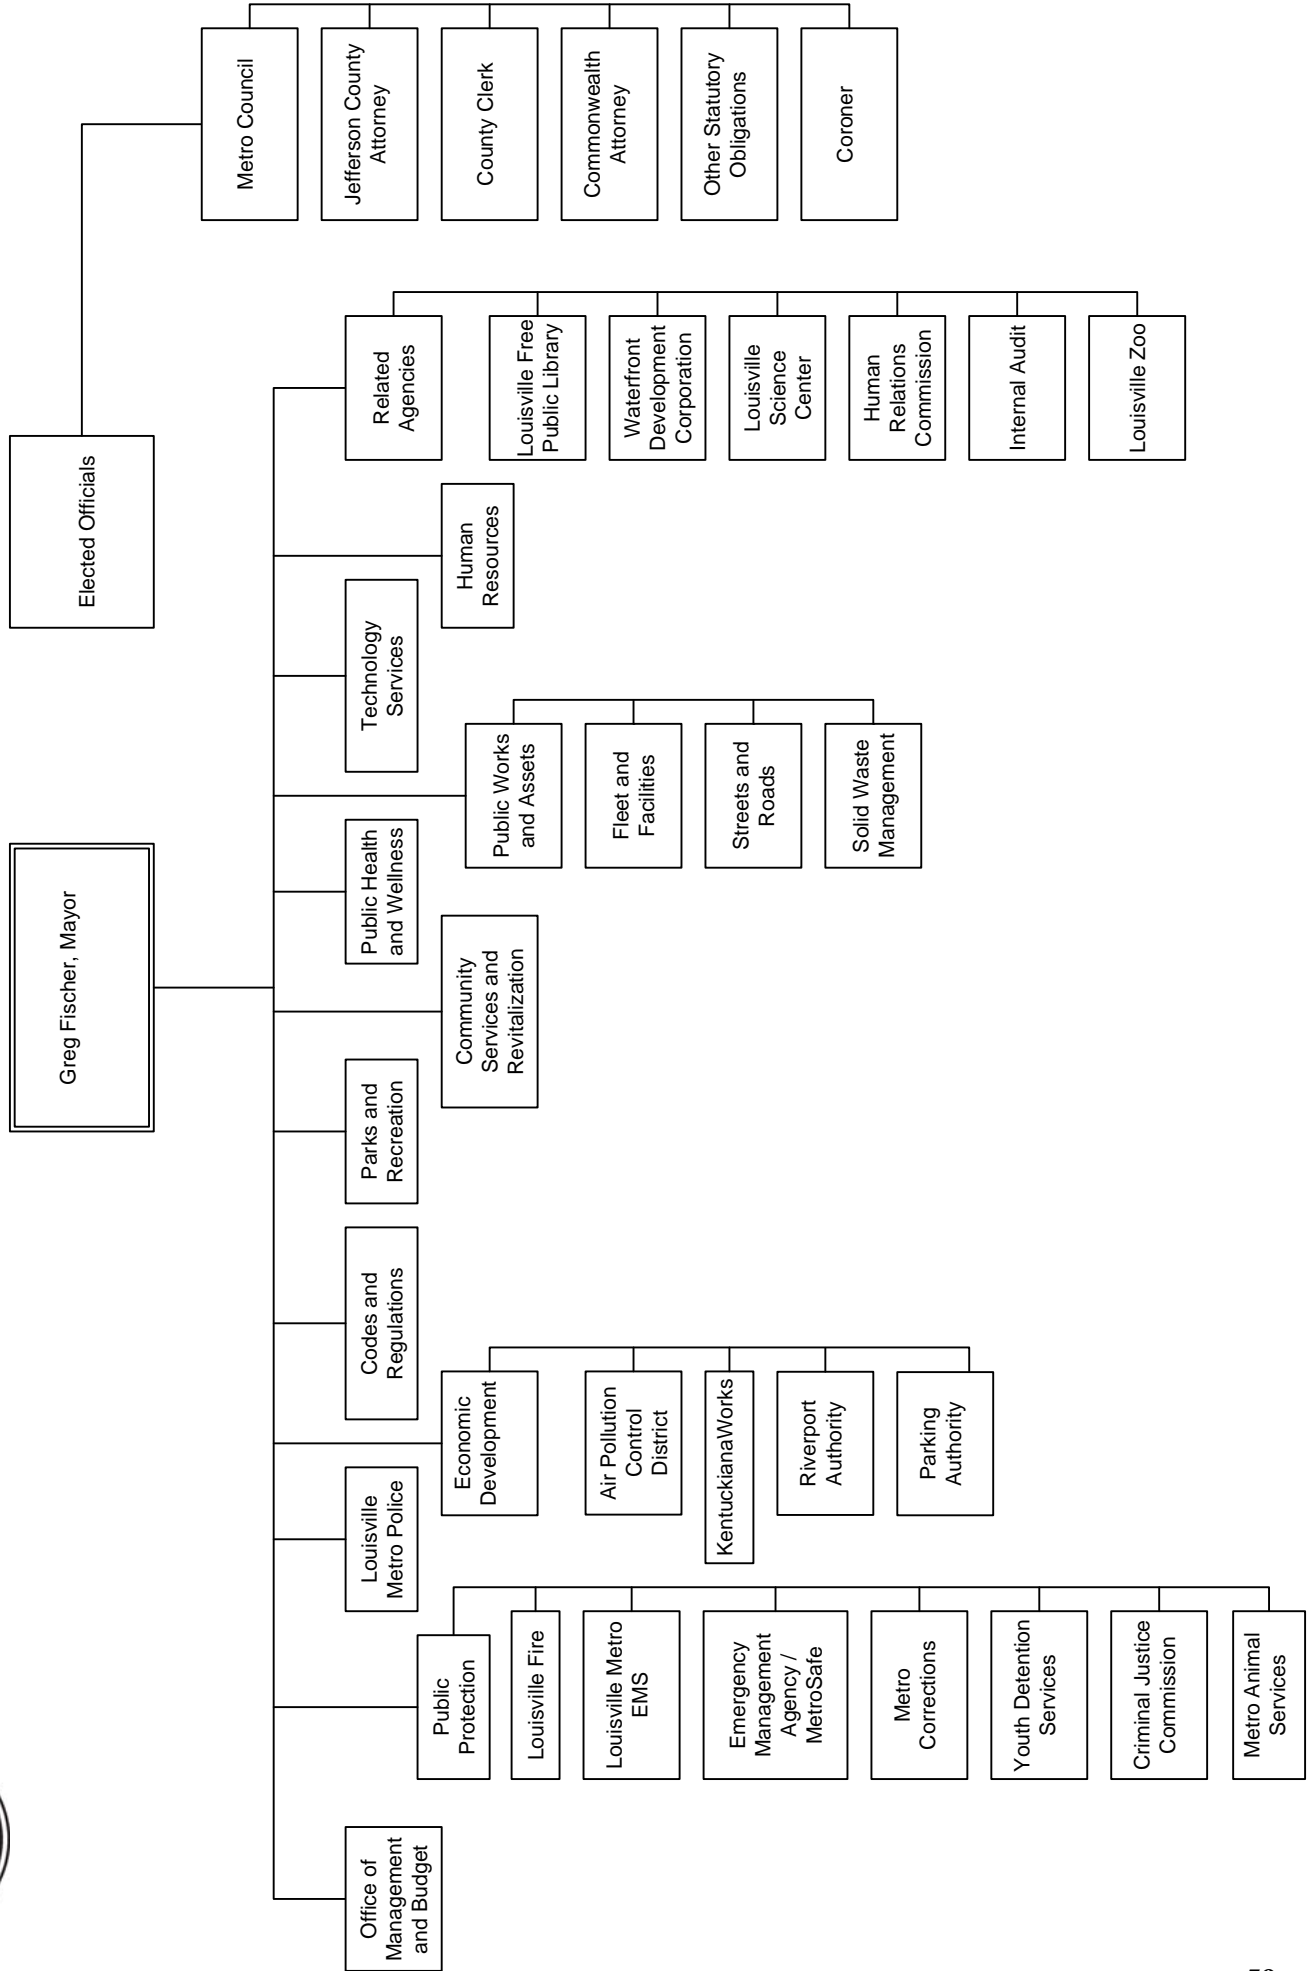 Greg Fischer, Mayor
Elected Officials
Office of
Management
and Budget
Public
Protection
Louisville Fire
Louisville Metro
EMS
Emergency
Management
Agency /
MetroSafe
Metro
Corrections
Youth Detention
Services
Criminal Justice
Commission
Metro Animal
Services
Louisville
Metro Police
Economic
Development
Air Pollution
Control
District
KentuckianaWorks
Riverport
Authority
Parking
Authority
Codes and
Regulations
Parks and
Recreation
Community
Services and
Revitalization
Public Health
and Wellness
Public Works
and Assets
Fleet and
Facilities
Streets and
Roads
Solid Waste
Management
Technology
Services
Human
Resources
Related
Agencies
Louisville Free
Public Library
Waterfront
Development
Corporation
Louisville
Science
Center
Human
Relations
Commission
Internal Audit
Louisville Zoo
Metro Council
Jefferson County
Attorney
County Clerk
Commonwealth
Attorney
Other Statutory
Obligations
Coroner